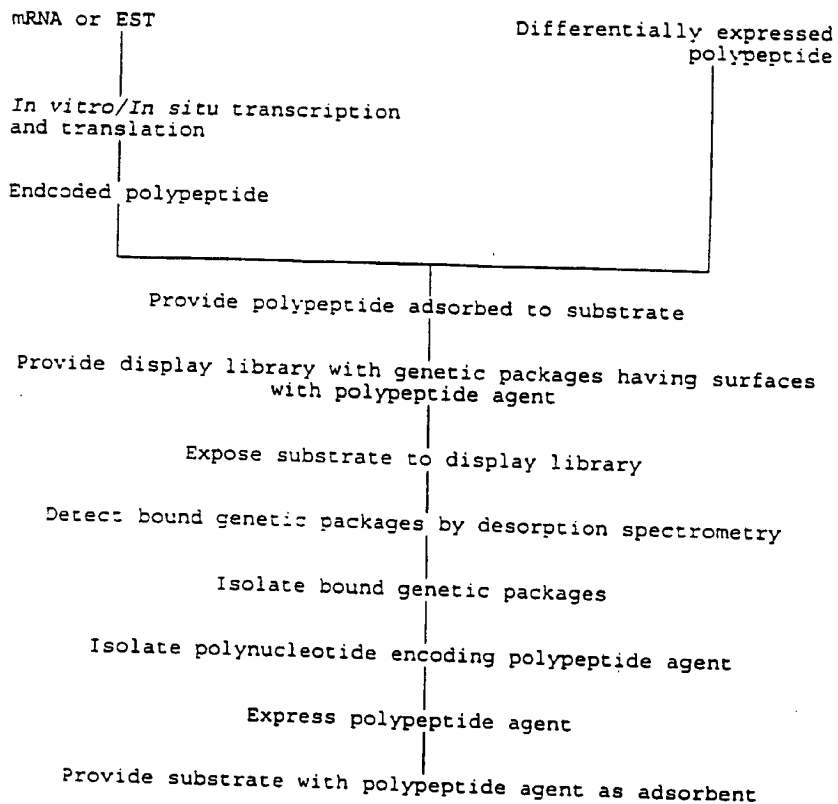 mRNA or EST
Differentially expressed
polypeptide
In vitro/In situ transcription
and translation
Endcoded polypeptide
Provide polypeptide adsorbed to substrate
Provide display library with genetic packages having surfaces
with polypeptide agent
Expose substrate to display library
Detect bound genetic packages by desorption spectrometry
Isolate bound genetic packages
Isolate polynucleotide encoding polypeptide agent
Express polypeptide agent
Provide substrate with polypeptide agent as adsorbent